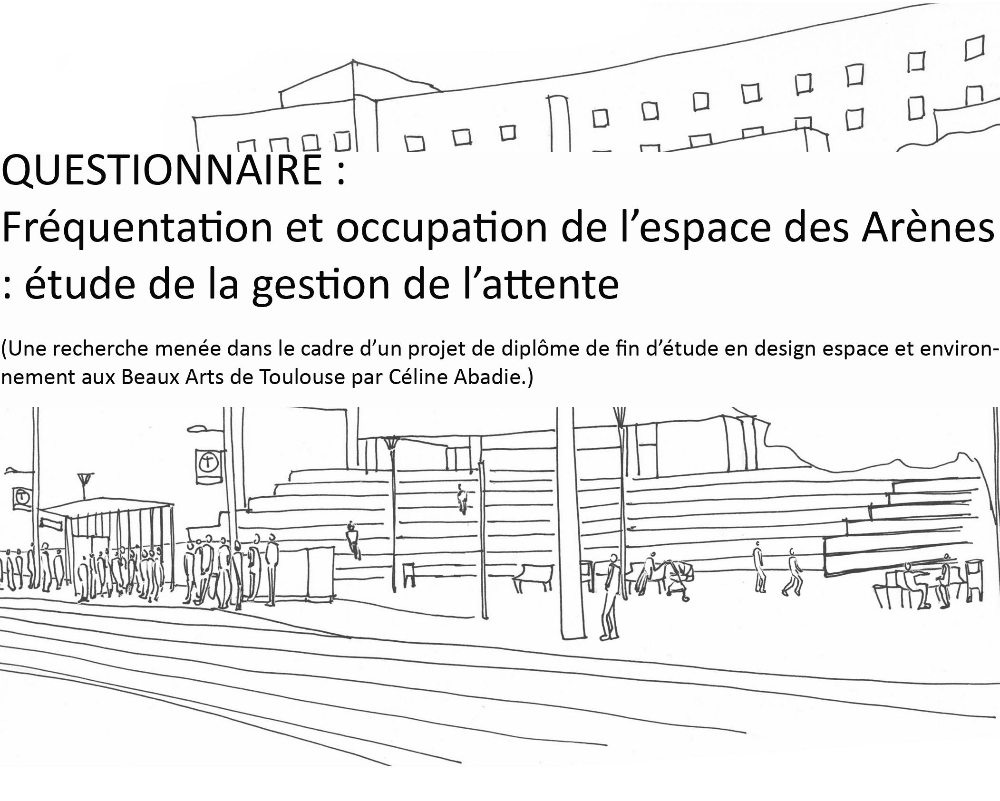 QUESTIONNAIRE :
Fréquentation et occupation de l’espace des Arènes
: étude de la gestion de l’attente
(Une recherche menée dans le cadre d’un projet de diplôme de fin d’étude en design espace et environ-
nement aux Beaux Arts de Toulouse par Céline Abadie.)
T
T